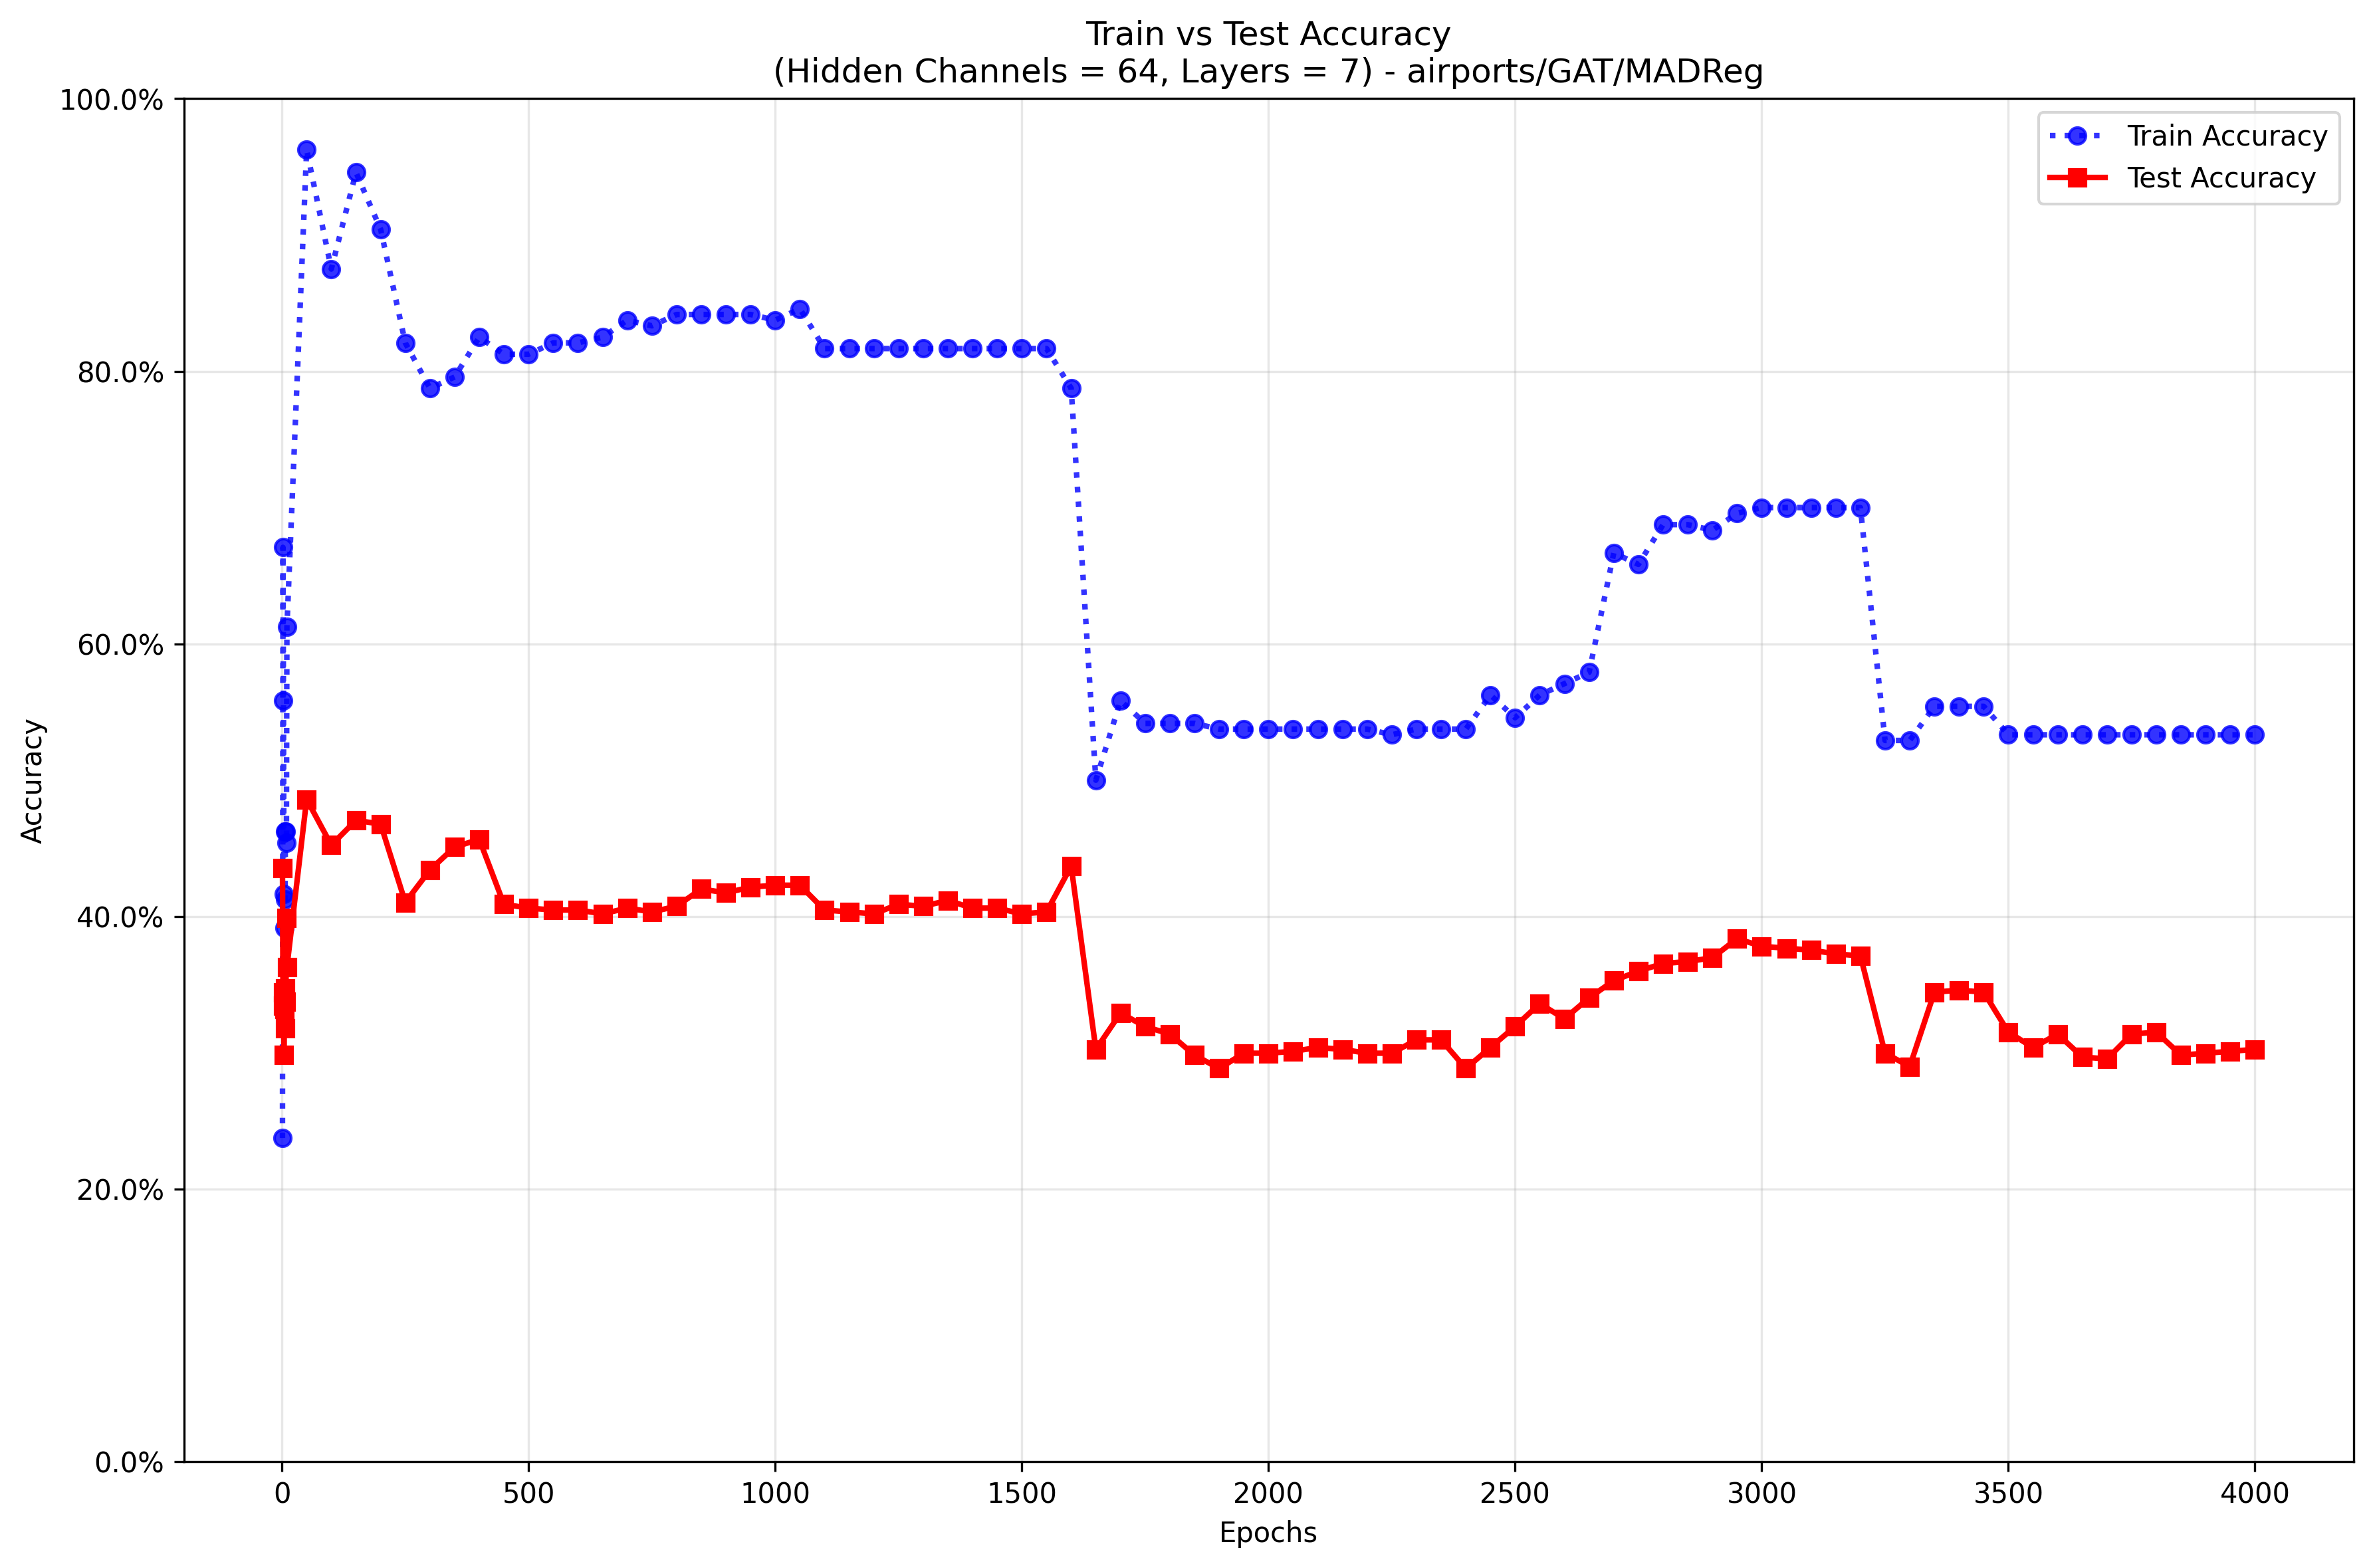 Train vs Test Accuracy
(Hidden Channels = 64, Layers = 7) - airports/GAT/MADReg
100.0%
80.0%
60.0%
40.0%
20.0%
0.0%
Accuracy
Train Accuracy
Test Accuracy
0 500 1000 1500 2000 2500 3000 3500 4000
Epochs